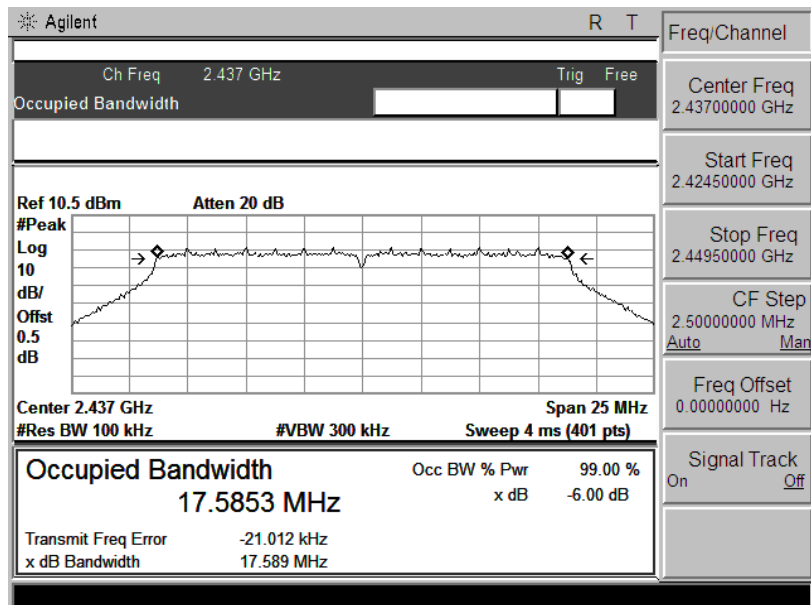 Agilent R T
Ch Freq 2.437 GHz Trig Free
Occupied Bandwidth
Ref 10.5 dBm Atten 20 dB
#Peak
Log
10
dB/
Offst
0.5
dB
Center 2.437 GHz Span 25 MHz
#Res BW 100 kHz #VBW 300 kHz Sweep 4 ms (401 pts)
Occupied Bandwidth
17.5853 MHz
Occ BW % Pwr 99.00 %
x dB -6.00 dB
Transmit Freq Error -21.012 kHz
x dB Bandwidth 17.589 MHz
Freq/Channel
Center Freq
2.43700000 GHz
Start Freq
2.42450000 GHz
Stop Freq
2.44950000 GHz
CF Step
2.50000000 MHz
Auto Man
Freq Offset
0.00000000 Hz
Signal Track
On Off